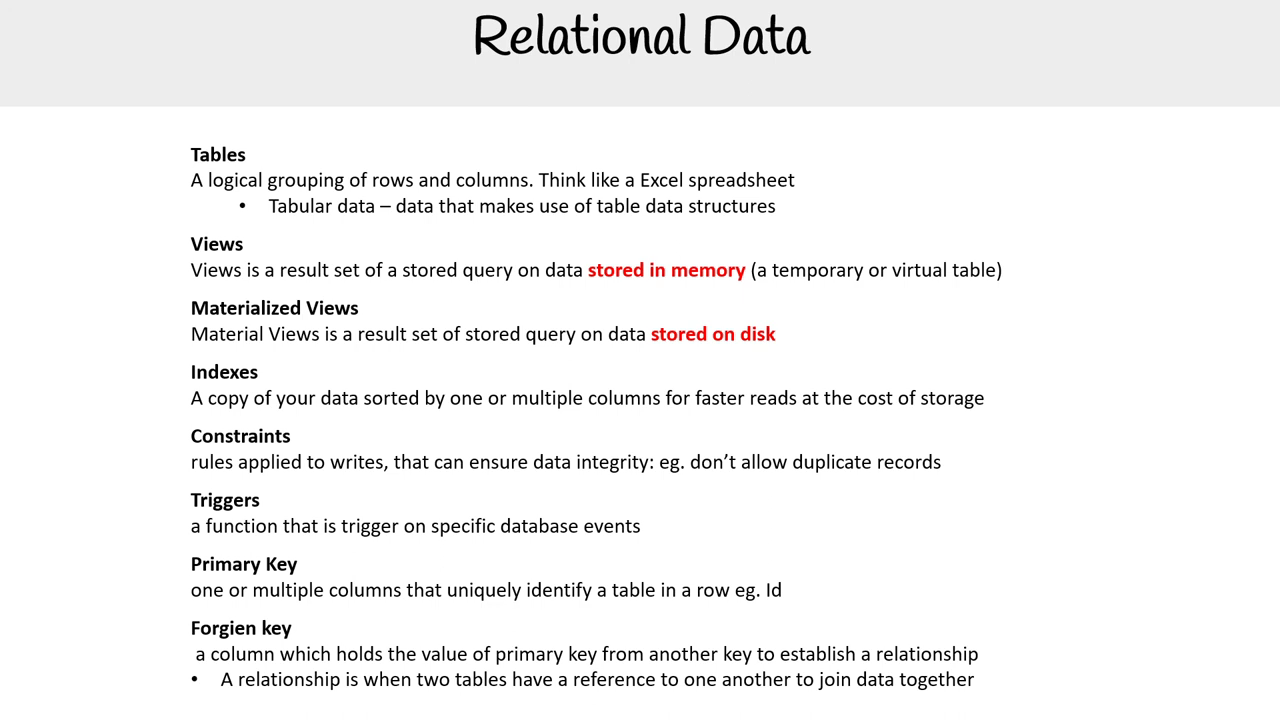 Relational Data
Tables
A logical grouping of rows and columns. Think like a Excel spreadsheet
• Tabular data – data that makes use of table data structures
Views
Views is a result set of a stored query on data stored in memory (a temporary or virtual table)
Materialized Views
Material Views is a result set of stored query on data stored on disk
Indexes
A copy of your data sorted by one or multiple columns for faster reads at the cost of storage
Constraints
rules applied to writes, that can ensure data integrity: eg. don’t allow duplicate records
Triggers
a function that is trigger on specific database events
Primary Key
one or multiple columns that uniquely identify a table in a row eg. Id
Forgien key
a column which holds the value of primary key from another key to establish a relationship
• A relationship is when two tables have a reference to one another to join data together